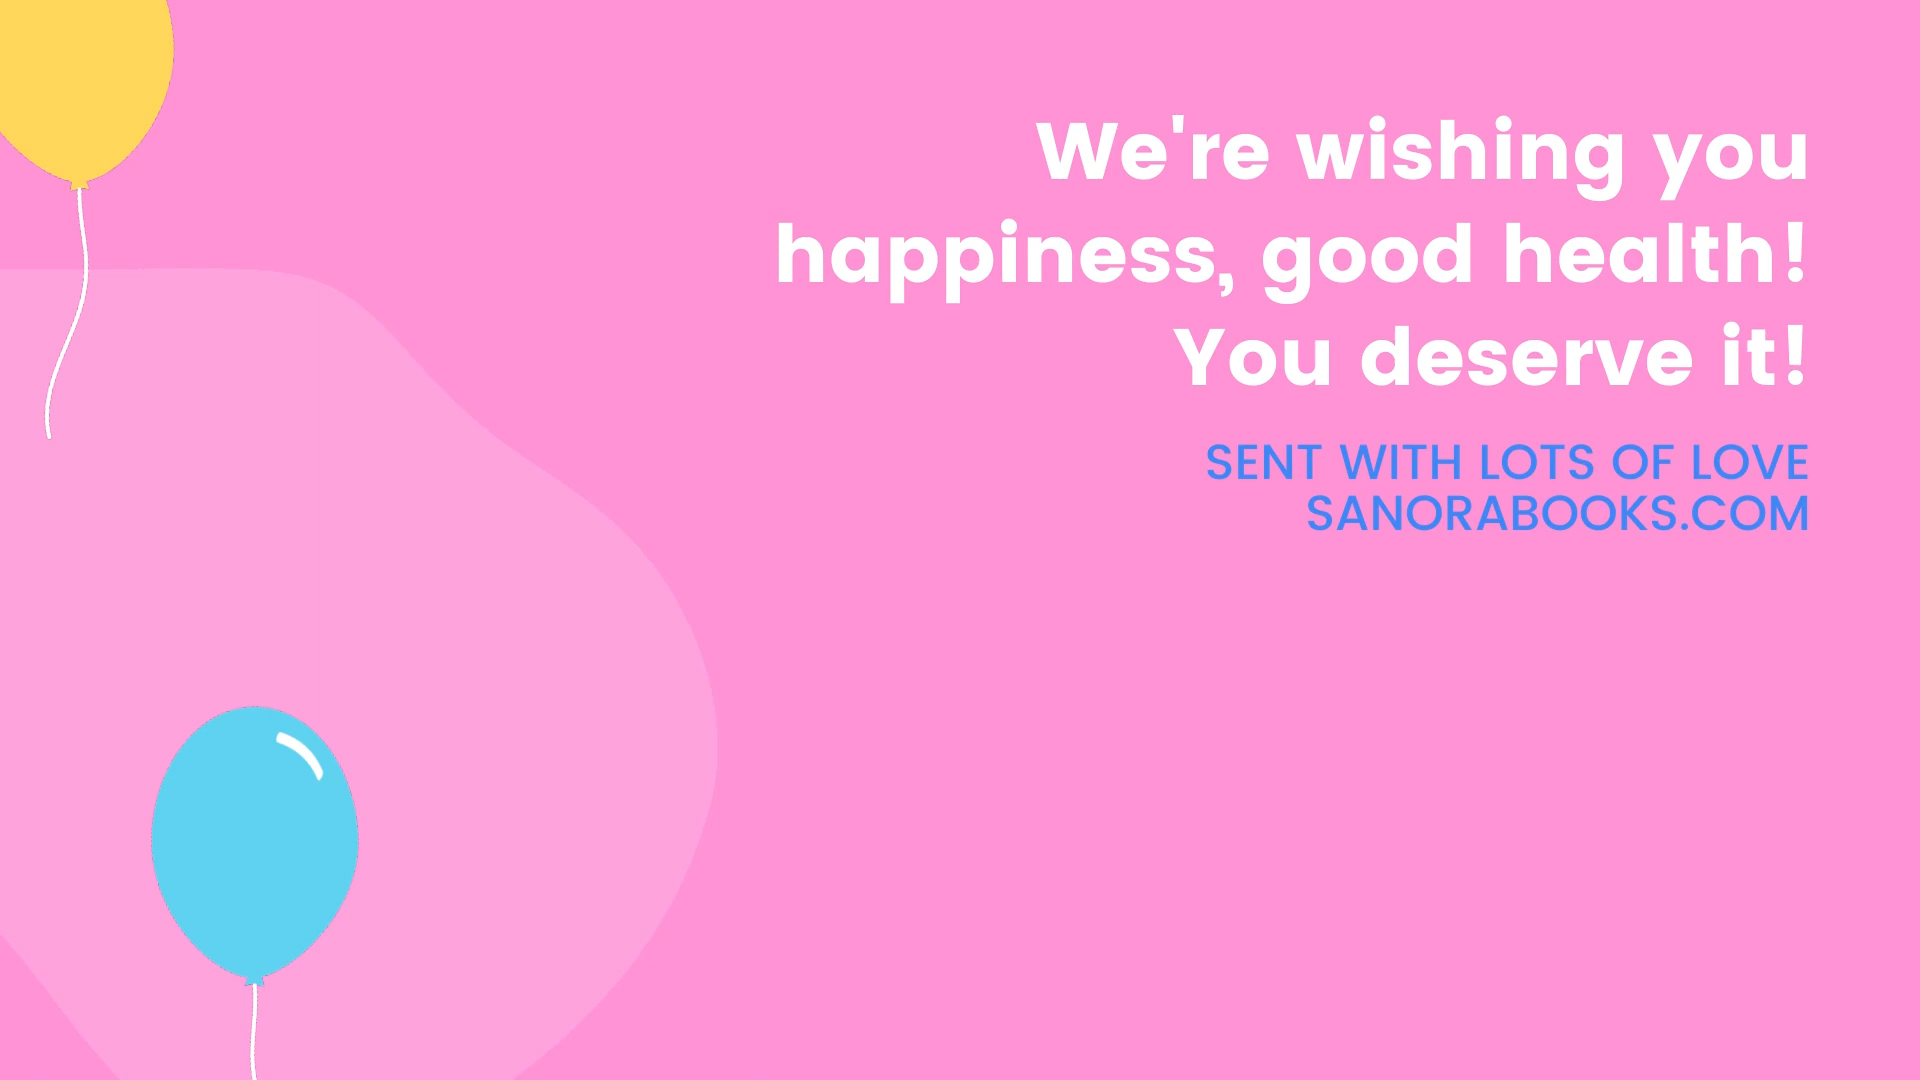 We're wishing you
happiness, good health!
You deserve it!
SENT WITH LOTS OF LOVE
SANORABOOKS.COM